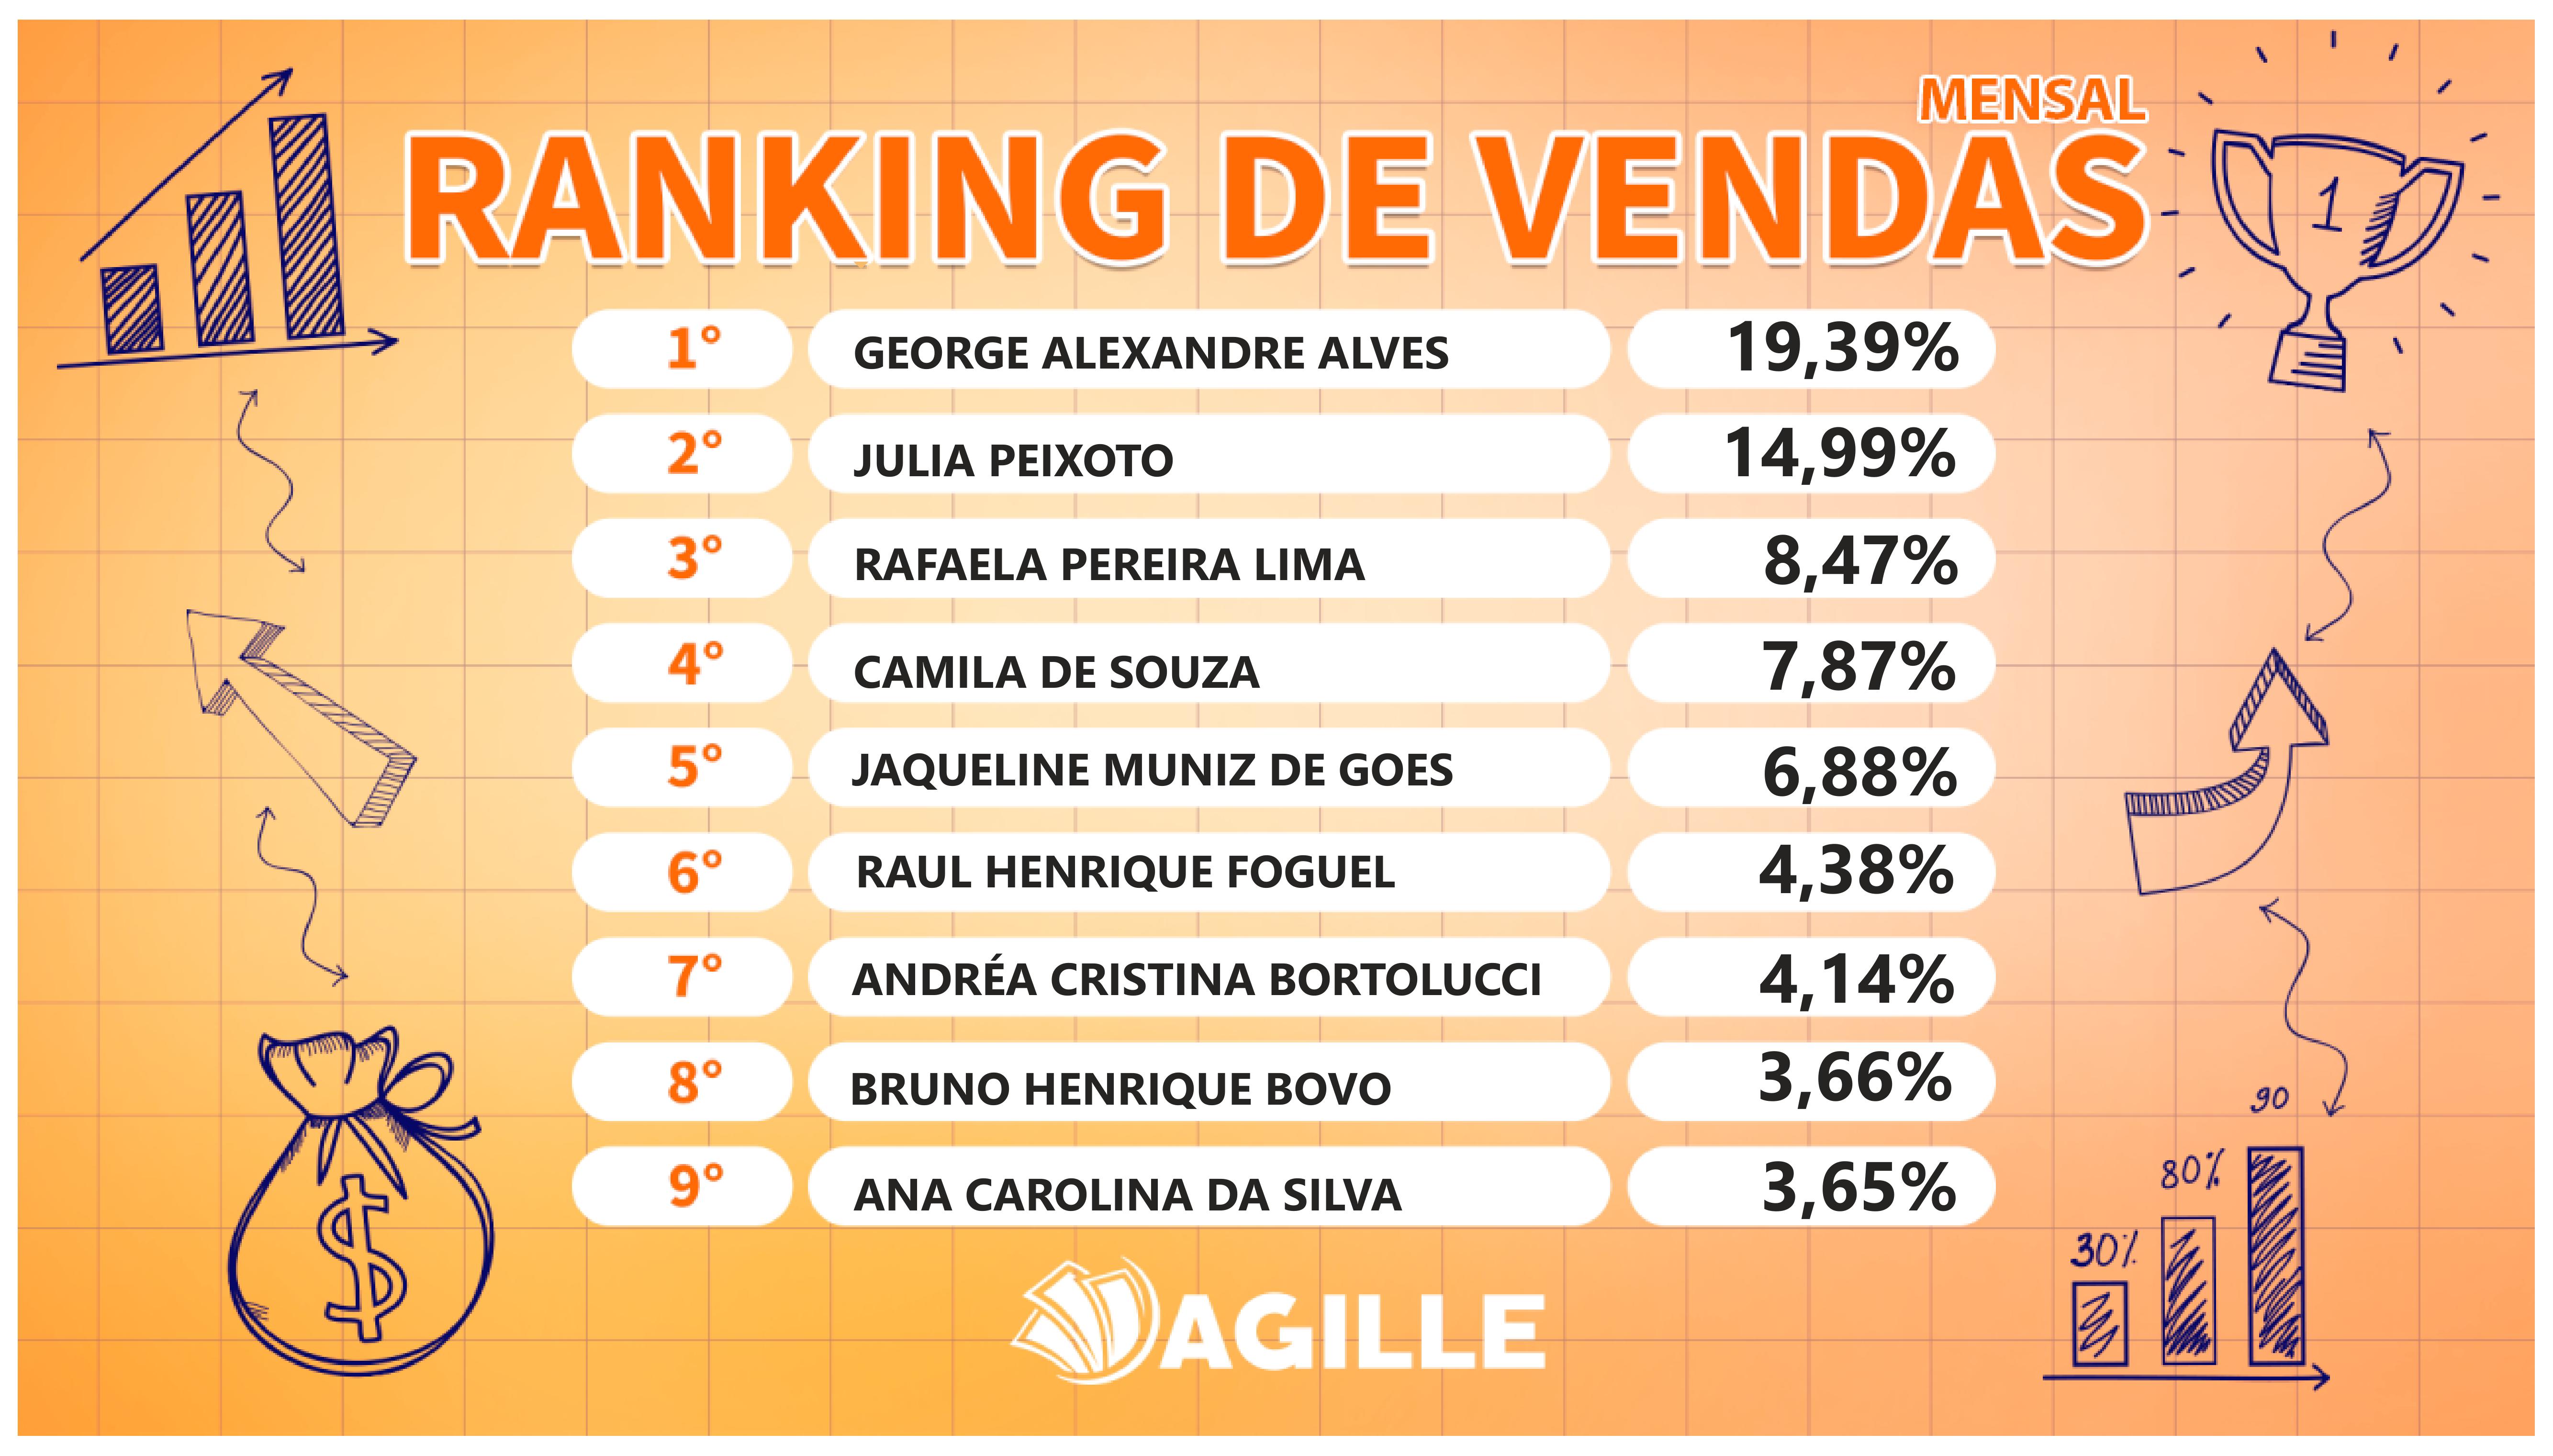 MENSAL
RANKING DE VENDAS
1° GEORGE ALEXANDRE ALVES 19,39%
2° JULIA PEIXOTO 14,99%
3° RAFAELA PEREIRA LIMA 8,47%
4° CAMILA DE SOUZA 7,87%
5° JAQUELINE MUNIZ DE GOES 6,88%
6° RAUL HENRIQUE FOGUEL 4,38%
7° ANDRÉA CRISTINA BORTOLUCCI 4,14%
8° BRUNO HENRIQUE BOVO 3,66%
9° ANA CAROLINA DA SILVA 3,65%
AGILLE
1
$
90
80%
30%